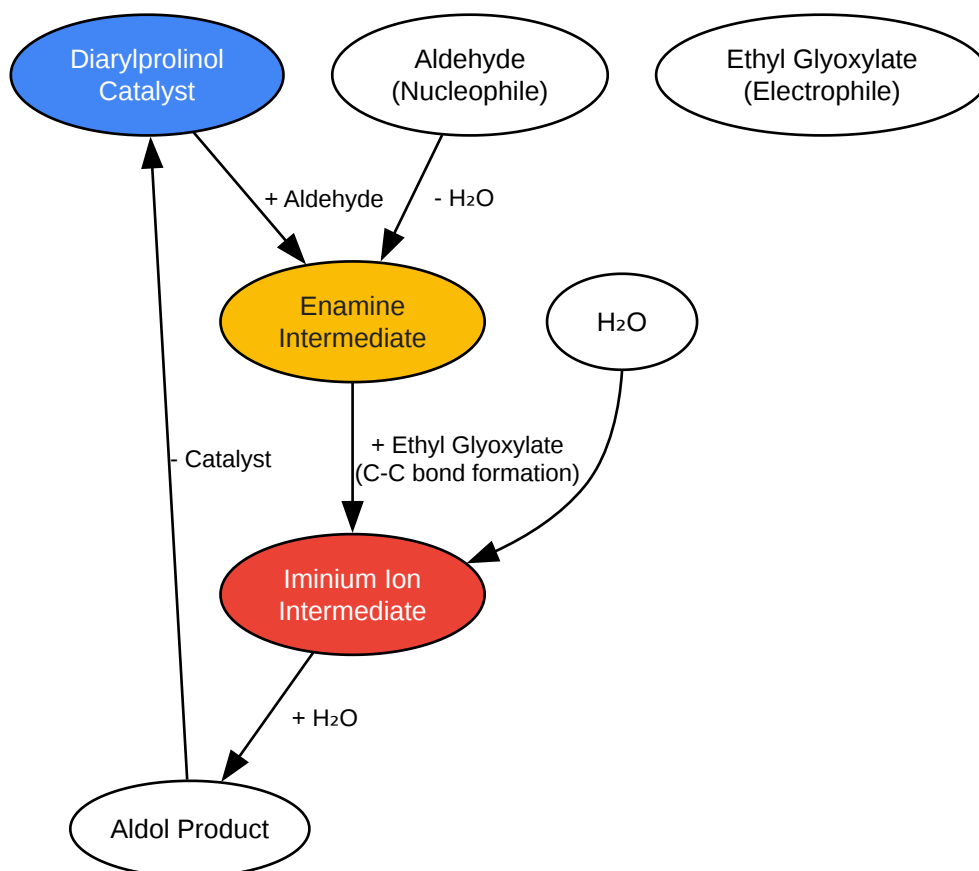 Diarylprolinol
Catalyst
Aldehyde
(Nucleophile)
Ethyl Glyoxylate
(Electrophile)
+ Aldehyde
- H₂O
Enamine
Intermediate
H₂O
+ Ethyl Glyoxylate
(C-C bond formation)
- Catalyst
Iminium Ion
Intermediate
+ H₂O
Aldol Product